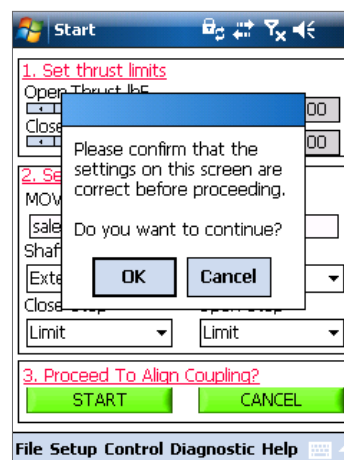 Start
1. Set thrust limits
Open Thrust lbF
00
Close
00
Please confirm that the
settings on this screen are
correct before proceeding.
Do you want to continue?
OK Cancel
2. Se
MOV
sale
Shaf
Exte
Limit Limit
3. Proceed To Align Coupling?
START CANCEL
File Setup Control Diagnostic Help